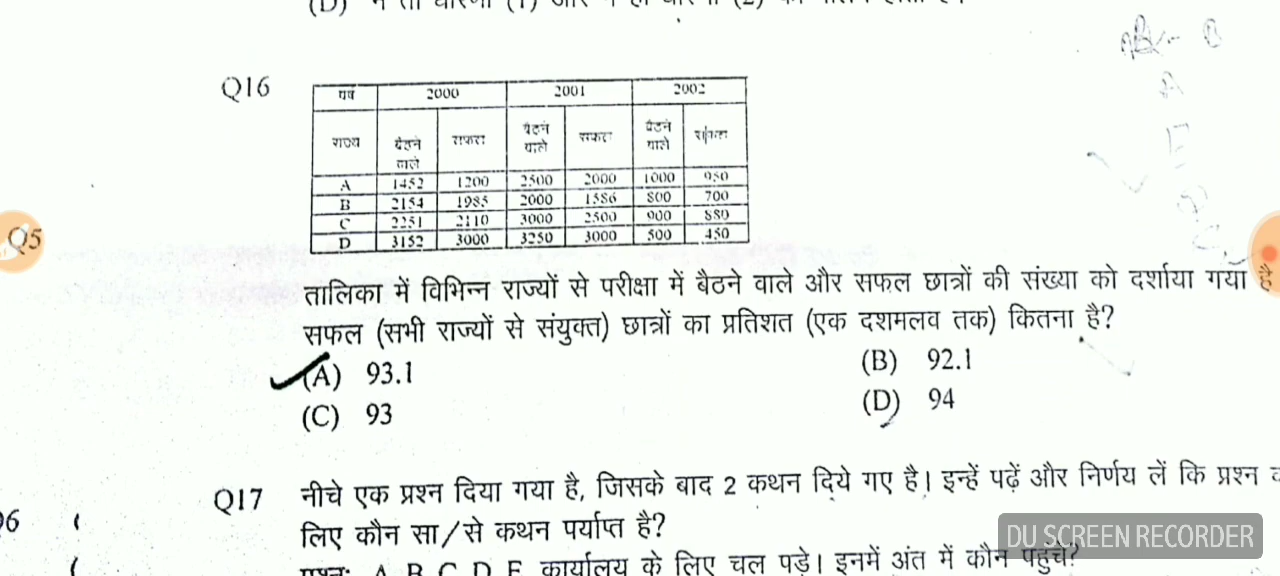 Q16
वर्ष 2000 2001 2002
राज्य बैठने वाले सफल बैठने वाले सफल बैठने वाले सफल
A 1452 1200 2500 2000 1000 950
B 2154 1985 2000 1586 800 700
C 2251 2110 3000 2500 900 880
D 3152 3000 3250 3000 500 450
Q5
तालिका में विभिन्न राज्यों से परीक्षा में बैठने वाले और सफल छात्रों की संख्या को दर्शाया गया है
सफल (सभी राज्यों से संयुक्त) छात्रों का प्रतिशत (एक दशमलव तक) कितना है?
(A) 93.1 (B) 92.1
(C) 93 (D) 94
Q17 नीचे एक प्रश्न दिया गया है, जिसके बाद 2 कथन दिये गए है। इन्हें पढ़ें और निर्णय लें कि प्रश्न
लिए कौन सा/से कथन पर्याप्त है?
A, B, C, D, E कार्यालय के लिए चल पड़े। इनमें अंत में कौन पहुंचे?
DU SCREEN RECORDER